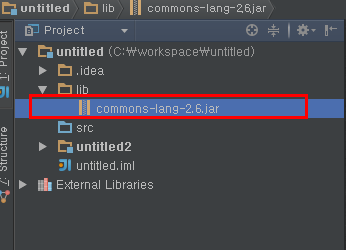 untitled lib commons-lang-2,6,jar
Project
untitled (C:₩workspace₩untitled)
.idea
lib
commons-lang-2,6,jar
src
untitled2
untitled,iml
External Libraries
1: Project
7: Structure